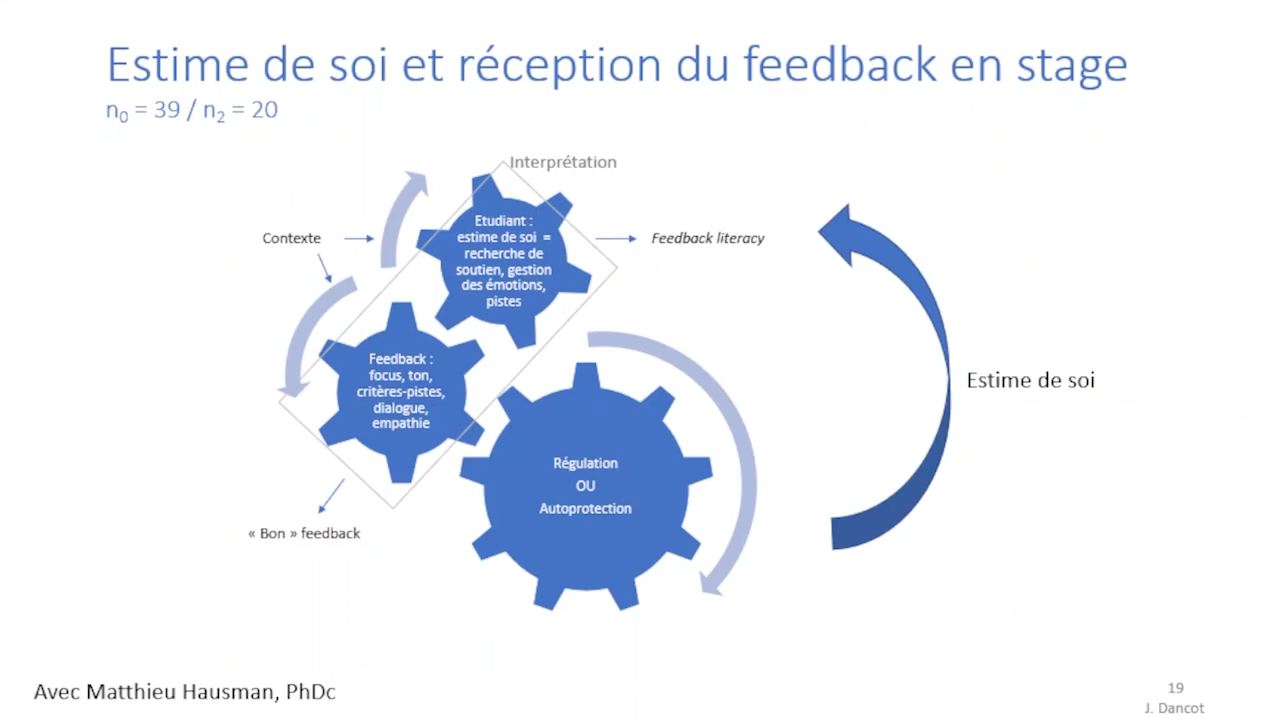 Estime de soi et réception du feedback en stage
n₀ = 39 / n₂ = 20
Interprétation
Contexte
Etudiant :
estime de soi =
recherche de
soutien, gestion
des émotions,
pistes
Feedback literacy
Feedback :
focus, ton,
critères-pistes,
dialogue,
empathie
Estime de soi
Régulation
OU
Autoprotection
« Bon » feedback
Avec Matthieu Hausman, PhDc
19
J. Dancot